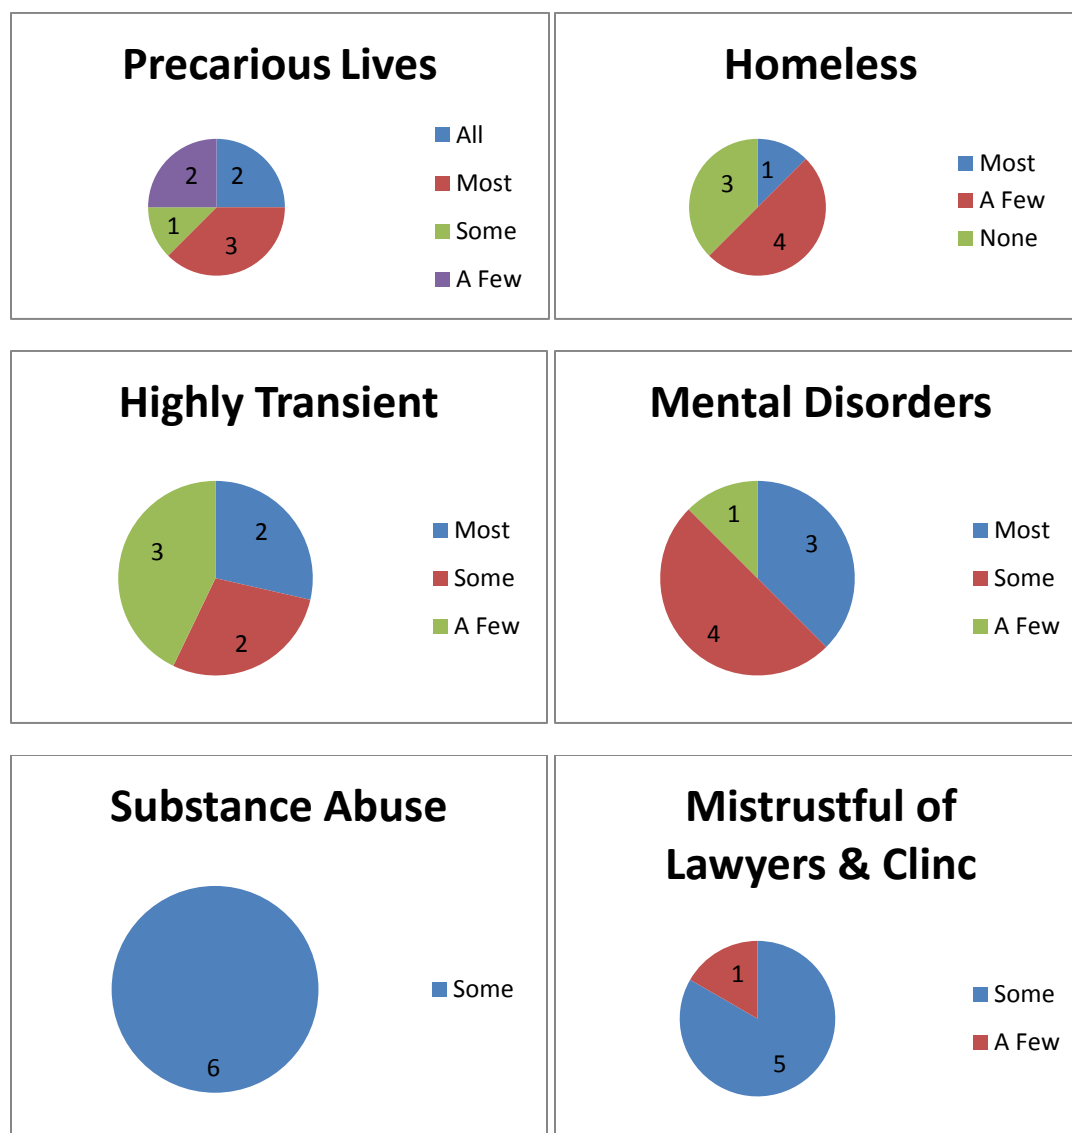 Precarious Lives
2
2
1
3
All
Most
Some
A Few
Homeless
1
3
4
Most
A Few
None
Highly Transient
2
3
2
Most
Some
A Few
Mental Disorders
1
3
4
Most
Some
A Few
Substance Abuse
6
Some
Mistrustful of
Lawyers & Clinc
1
5
Some
A Few